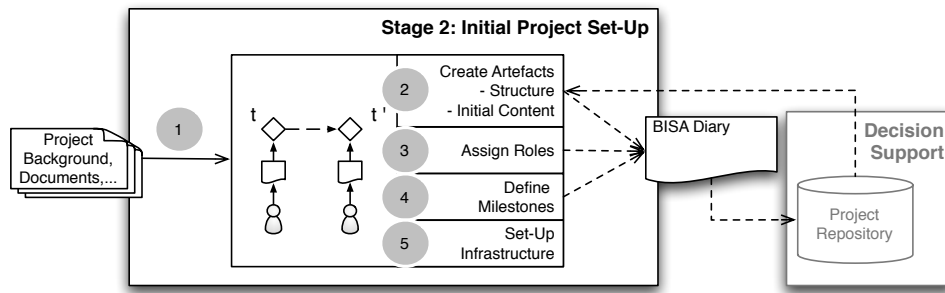 Stage 2: Initial Project Set-Up
1
Project
Background,
Documents,...
t
t '
2
Create Artefacts
- Structure
- Initial Content
3
Assign Roles
4
Define
Milestones
5
Set-Up
Infrastructure
BISA Diary
Decision
Support
Project
Repository